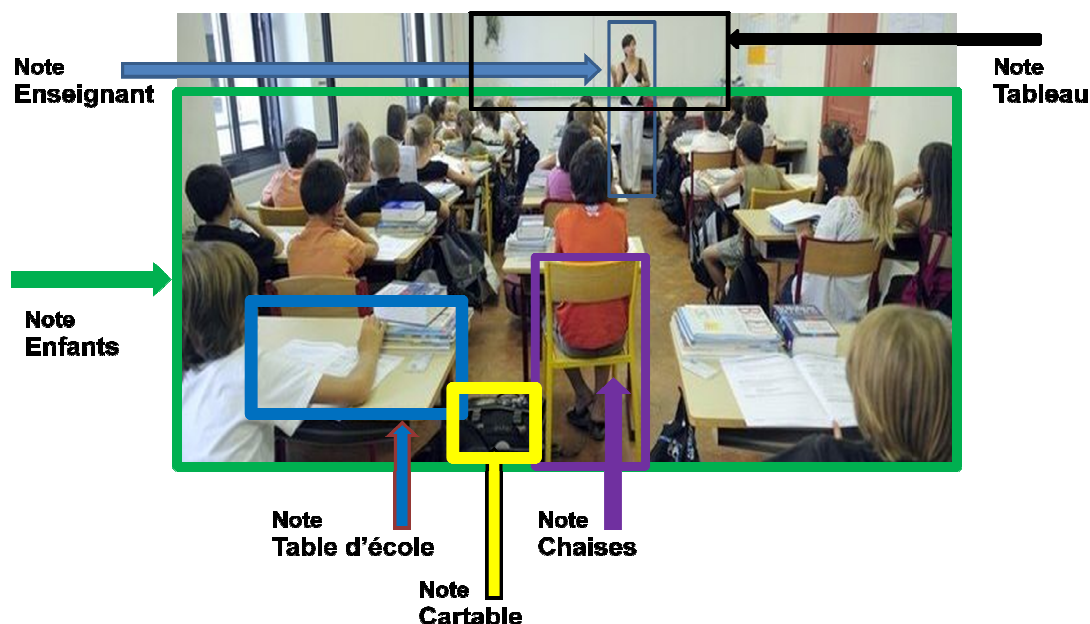 Note
Enseignant
Note
Tableau
Note
Enfants
Note
Table d'école
Note
Chaises
Note
Cartable